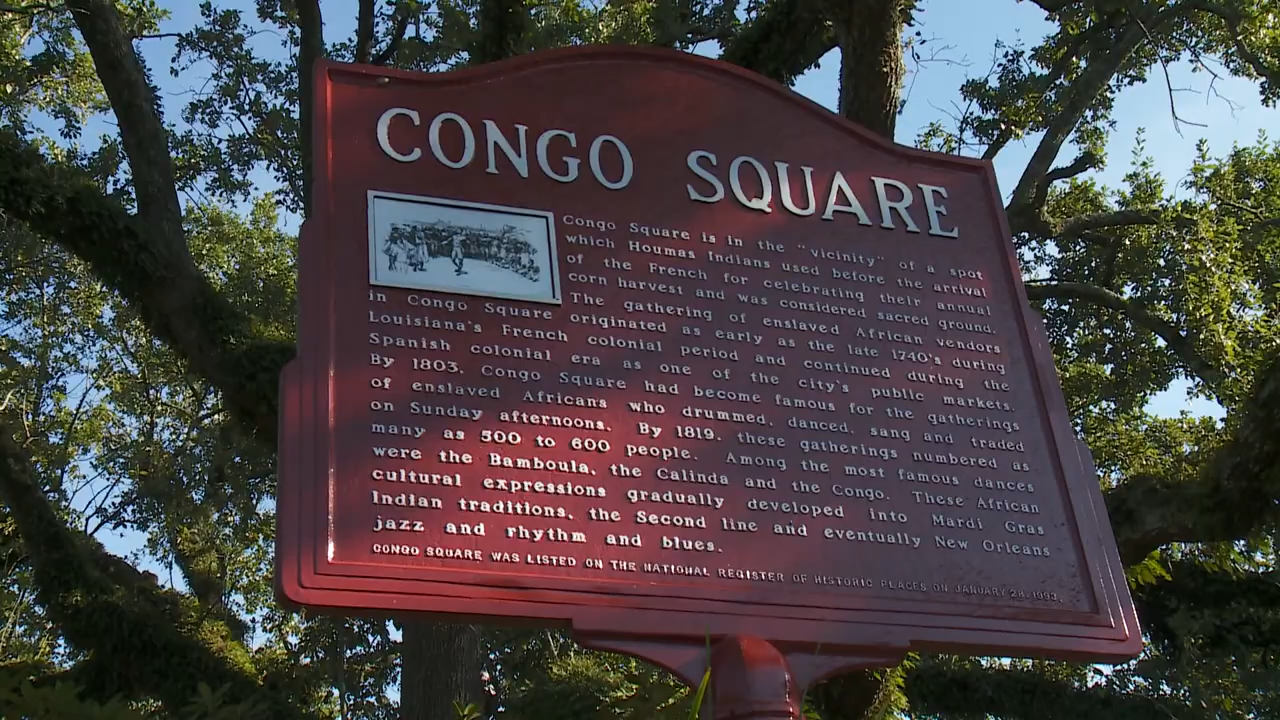 CONGO SQUARE
Congo Square is in the "vicinity" of a spot
which Houmas Indians used before the arrival
of the French for celebrating their annual
corn harvest and was considered sacred ground.
The gathering of enslaved African vendors
in Congo Square originated as early as the late 1740's during
Louisiana's French colonial period and continued during the
Spanish colonial era as one of the city's public markets.
By 1803, Congo Square had become famous for the gatherings
of enslaved Africans who drummed, danced, sang and traded
on Sunday afternoons. By 1819, these gatherings numbered as
many as 500 to 600 people. Among the most famous dances
were the Bamboula, the Calinda and the Congo. These African
cultural expressions gradually developed into Mardi Gras
Indian traditions, the Second line and eventually New Orleans
jazz and rhythm and blues.
CONGO SQUARE WAS LISTED ON THE NATIONAL REGISTER OF HISTORIC PLACES ON JANUARY 28, 1993.